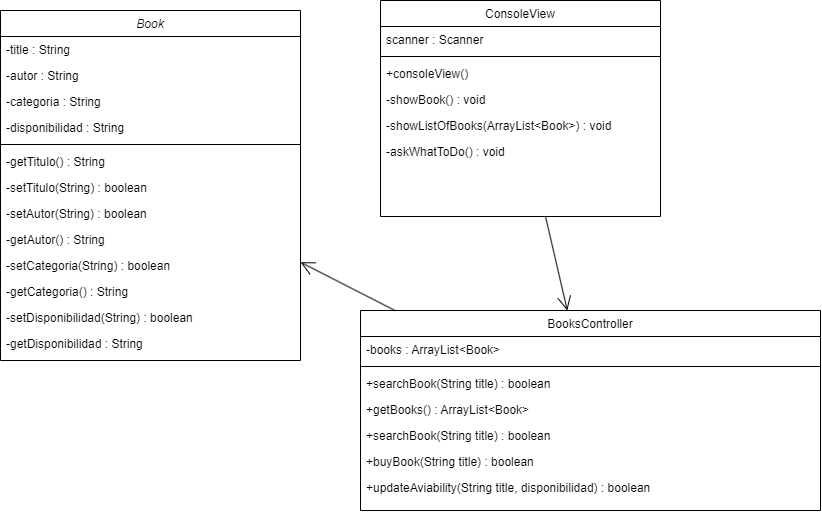 Book
-title : String
-autor : String
-categoria : String
-disponibilidad : String
-getTitulo() : String
-setTitulo(String) : boolean
-setAutor(String) : boolean
-getAutor() : String
-setCategoria(String) : boolean
-getCategoria() : String
-setDisponibilidad(String) : boolean
-getDisponibilidad : String
ConsoleView
scanner : Scanner
+consoleView()
-showBook() : void
-showListOfBooks(ArrayList<Book>) : void
-askWhatToDo() : void
BooksController
-books : ArrayList<Book>
+searchBook(String title) : boolean
+getBooks() : ArrayList<Book>
+searchBook(String title) : boolean
+buyBook(String title) : boolean
+updateAviability(String title, disponibilidad) : boolean